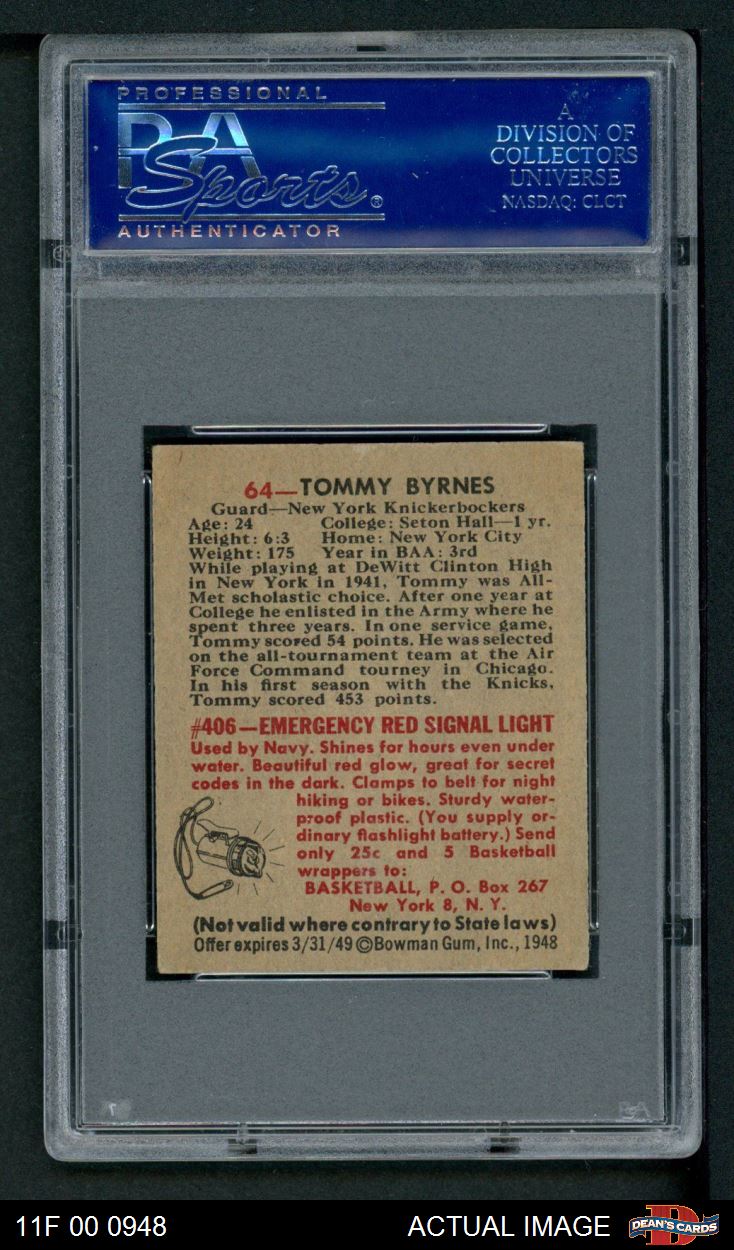 PROFESSIONAL
PSA
Sports®
AUTHENTICATOR
A
DIVISION OF
COLLECTORS
UNIVERSE
NASDAQ: CLCT
64—TOMMY BYRNES
Guard—New York Knickerbockers
Age: 24 College: Seton Hall—1 yr.
Height: 6:3 Home: New York City
Weight: 175 Year in BAA: 3rd
While playing at DeWitt Clinton High
in New York in 1941, Tommy was All-
Met scholastic choice. After one year at
College he enlisted in the Army where he
spent three years. In one service game,
Tommy scored 54 points. He was selected
on the all-tournament team at the Air
Force Command tourney in Chicago.
In his first season with the Knicks,
Tommy scored 453 points.
#406—EMERGENCY RED SIGNAL LIGHT
Used by Navy. Shines for hours even under
water. Beautiful red glow, great for secret
codes in the dark. Clamps to belt for night
hiking or bikes. Sturdy water-
proof plastic. (You supply or-
dinary flashlight battery.) Send
only 25c and 5 Basketball
wrappers to:
BASKETBALL, P. O. Box 267
New York 8, N. Y.
(Not valid where contrary to State laws)
Offer expires 3/31/49 ©Bowman Gum, Inc., 1948
PSA
11F 00 0948
ACTUAL IMAGE
DEAN'S CARDS